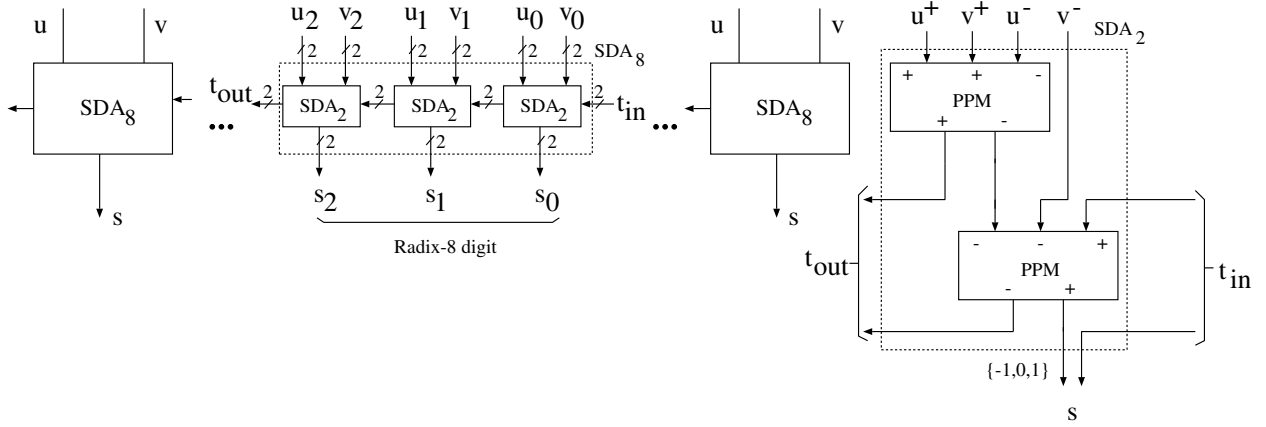 u v
SDA8
s
u2 v2 u1 v1 u0 v0
2 2 2 2 2 2
SDA8
tout 2 SDA2 2 SDA2 2 SDA2 2 tin
...
...
2 2 2
s2 s1 s0
Radix-8 digit
u v
SDA8
s
u+ v+ u- v-
SDA2
+ + -
PPM
+ -
- - +
PPM
- +
tout
tin
{-1,0,1}
s